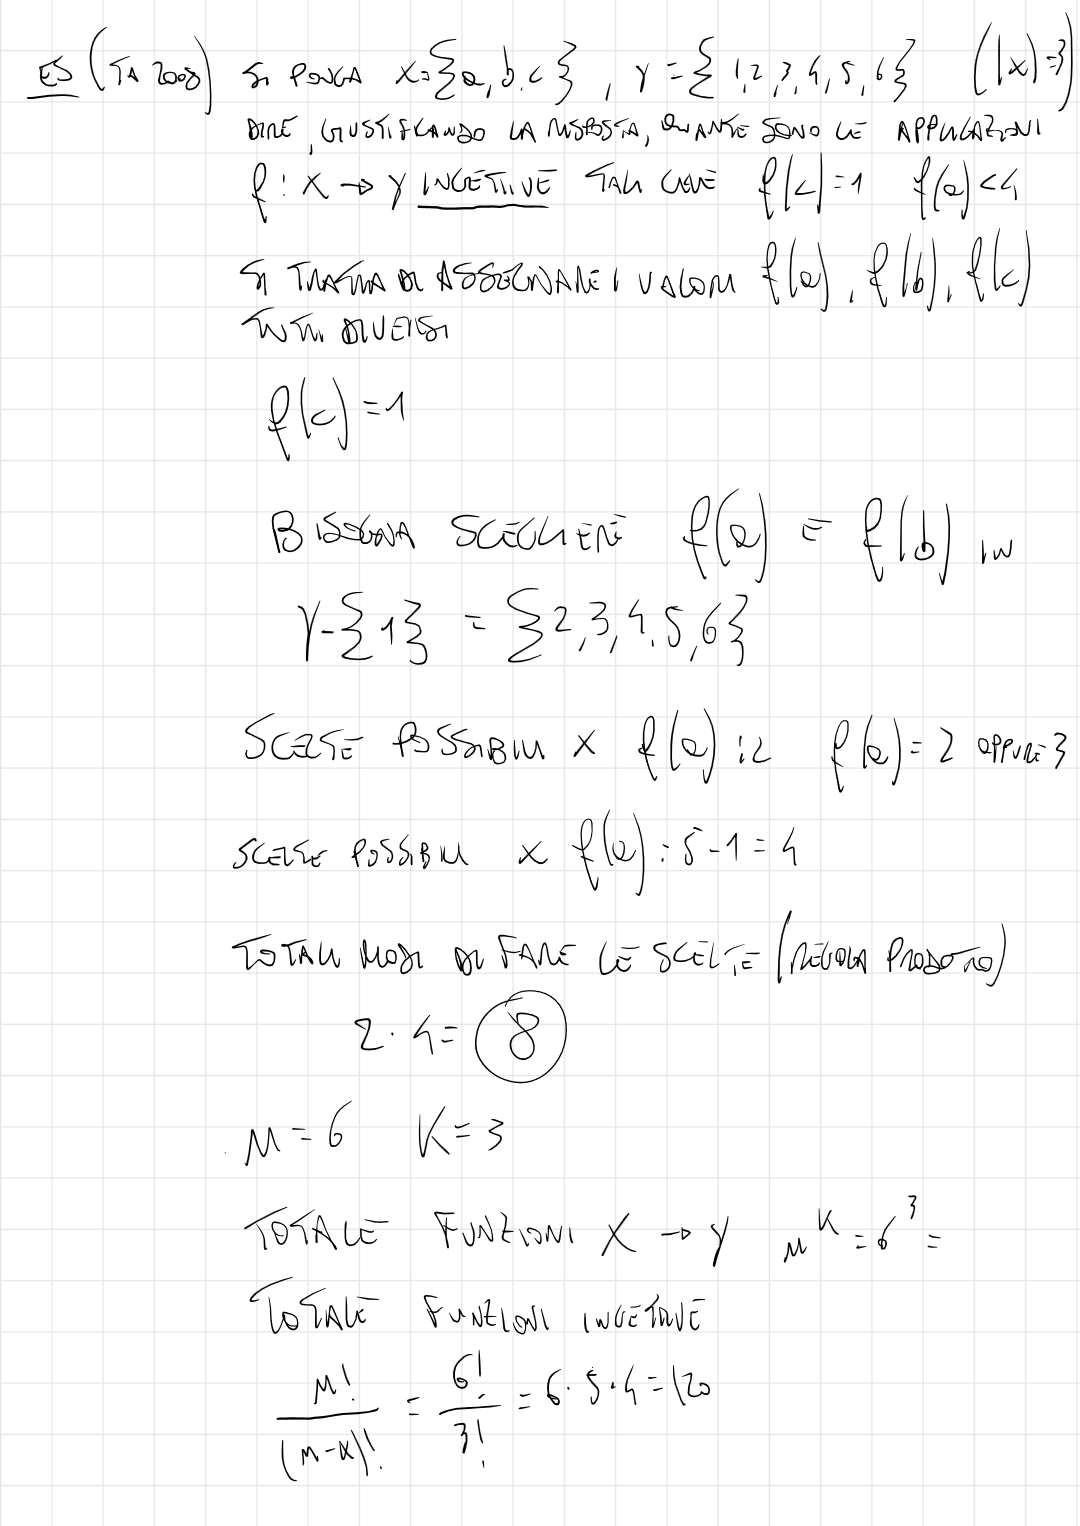 ES (TA 2008) SI PONGA X={a,b,c}, Y={1,2,3,4,5,6} (|X|=3)
DIRE, GIUSTIFICANDO LA RISPOSTA, QUANTE SONO LE APPLICAZIONI
f: X → Y INGETTIVE TALI CHE f(c)=1 f(a)<4
SI TRATTA DI ASSEGNARE I VALORI f(a), f(b), f(c)
TUTTI DIVERSI
f(c)=1
BISOGNA SCEGLIERE f(a) E f(b) IN
Y-{1} = {2,3,4,5,6}
SCELTE POSSIBILI X f(a): 2 f(a)=2 OPPURE 3
SCELTE POSSIBILI X f(a): 5-1=4
TOTALI MODI DI FARE LE SCELTE (REGOLA PRODOTTO)
2·4= 8
M=6 K=3
TOTALE FUNZIONI X → Y M^K = 6^3 =
TOTALE FUNZIONI INGETTIVE
M!/(M-K)! = 6!/3! = 6·5·4=120